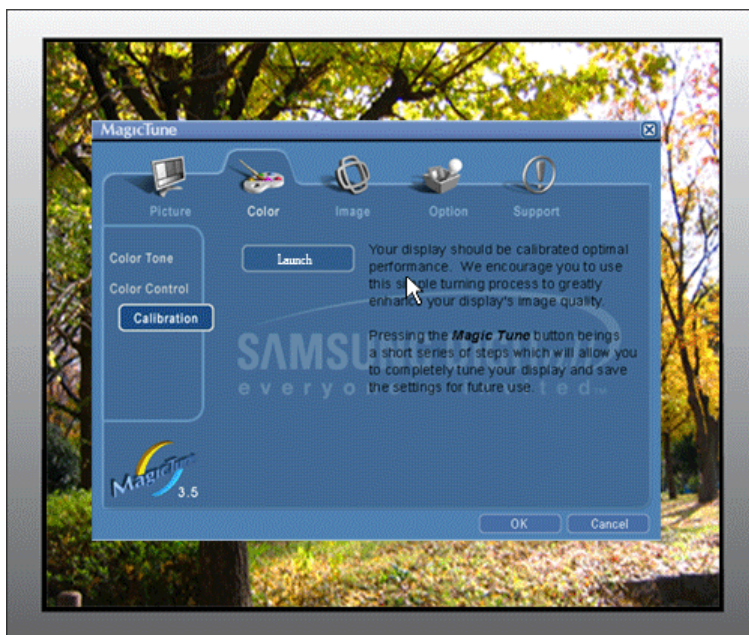 MagicTune
Picture
Color
Image
Option
Support
Color Tone
Color Control
Calibration
Launch
Your display should be calibrated optimal
performance. We encourage you to use
this simple turning process to greatly
enhance your display's image quality.
Pressing the Magic Tune button beings
a short series of steps which will allow you
to completely tune your display and save
the settings for future use.
SAMSUNG
MagicTune
3.5
OK
Cancel